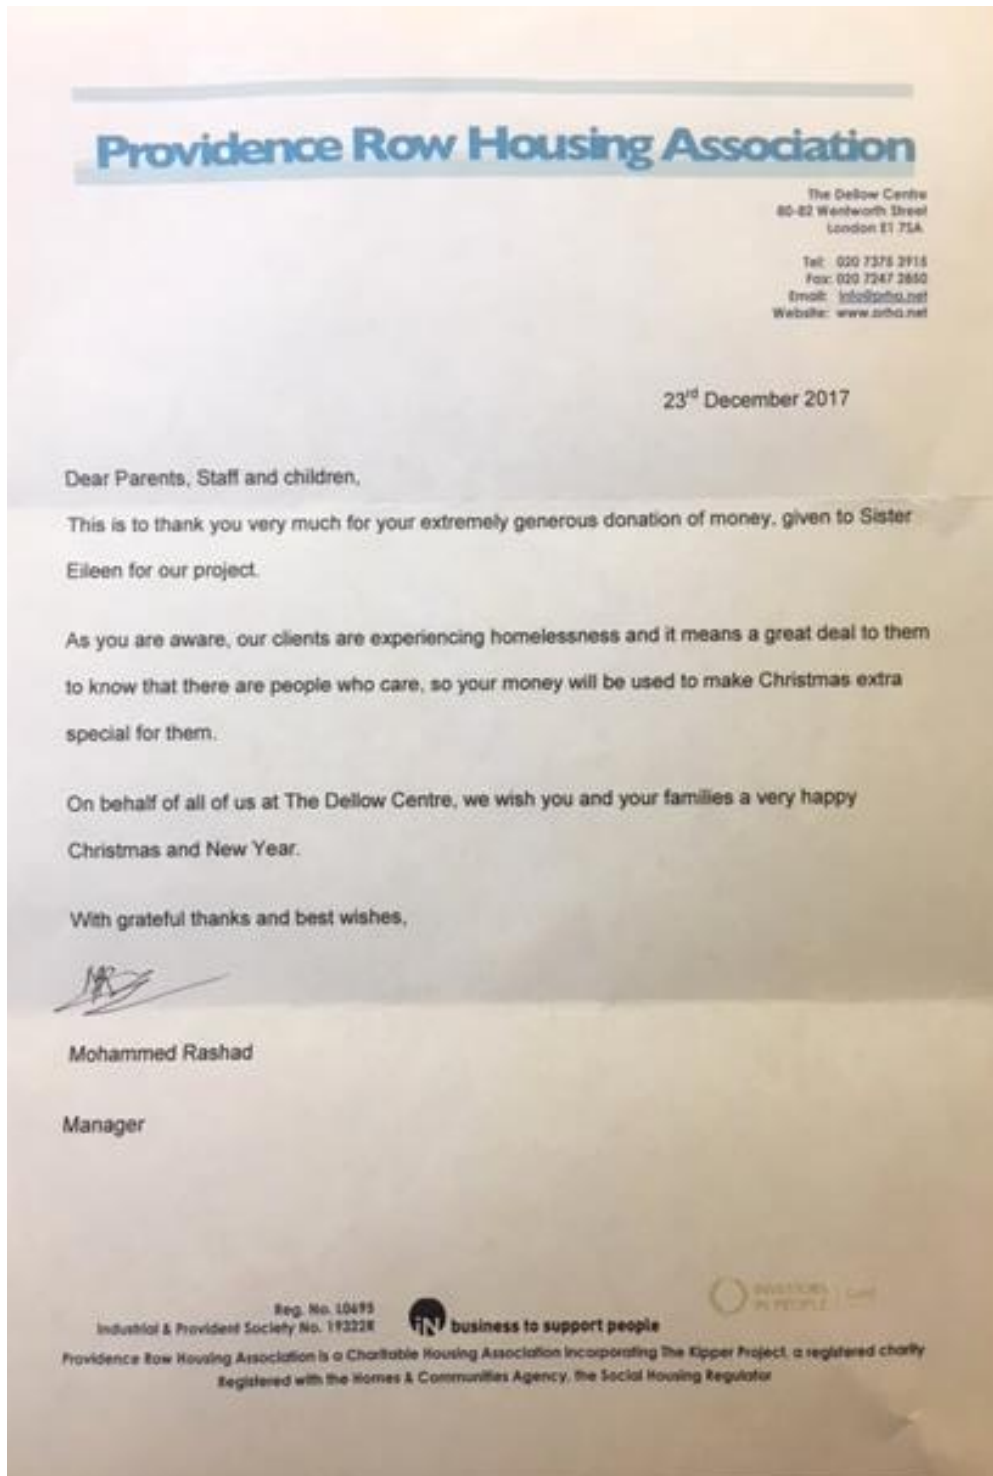 Providence Row Housing Association
The Dellow Centre
80-82 Wentworth Street
London E1 7SA
Tel: 020 7375 2915
Fax: 020 7247 2850
Email: info@prha.net
Website: www.prha.net
23rd December 2017
Dear Parents, Staff and children,
This is to thank you very much for your extremely generous donation of money, given to Sister
Eileen for our project.
As you are aware, our clients are experiencing homelessness and it means a great deal to them
to know that there are people who care, so your money will be used to make Christmas extra
special for them.
On behalf of all of us at The Dellow Centre, we wish you and your families a very happy
Christmas and New Year.
With grateful thanks and best wishes,
Mohammed Rashad
Manager
INVESTORS
IN PEOPLE
Reg. No. L0695
Industrial & Provident Society No. 19322R
iN business to support people
Providence Row Housing Association is a Charitable Housing Association incorporating The Kipper Project, a registered charity
Registered with the Homes & Communities Agency, the Social Housing Regulator